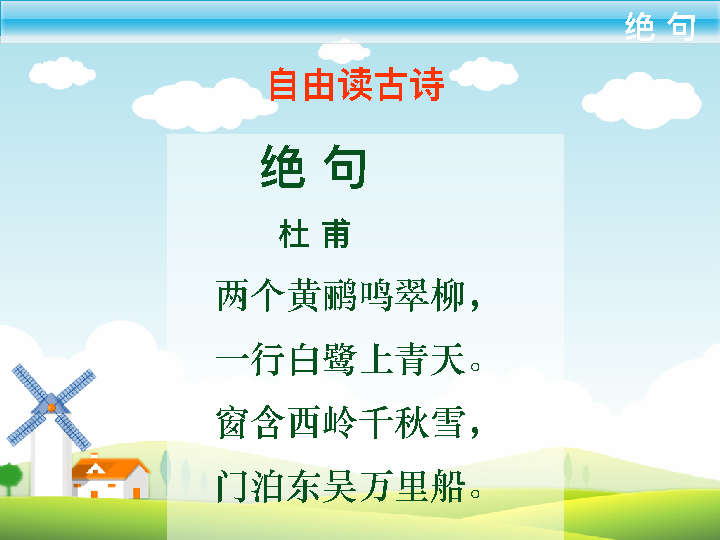 绝 句
自由读古诗
绝 句
杜 甫
两个黄鹂鸣翠柳，
一行白鹭上青天。
窗含西岭千秋雪，
门泊东吴万里船。